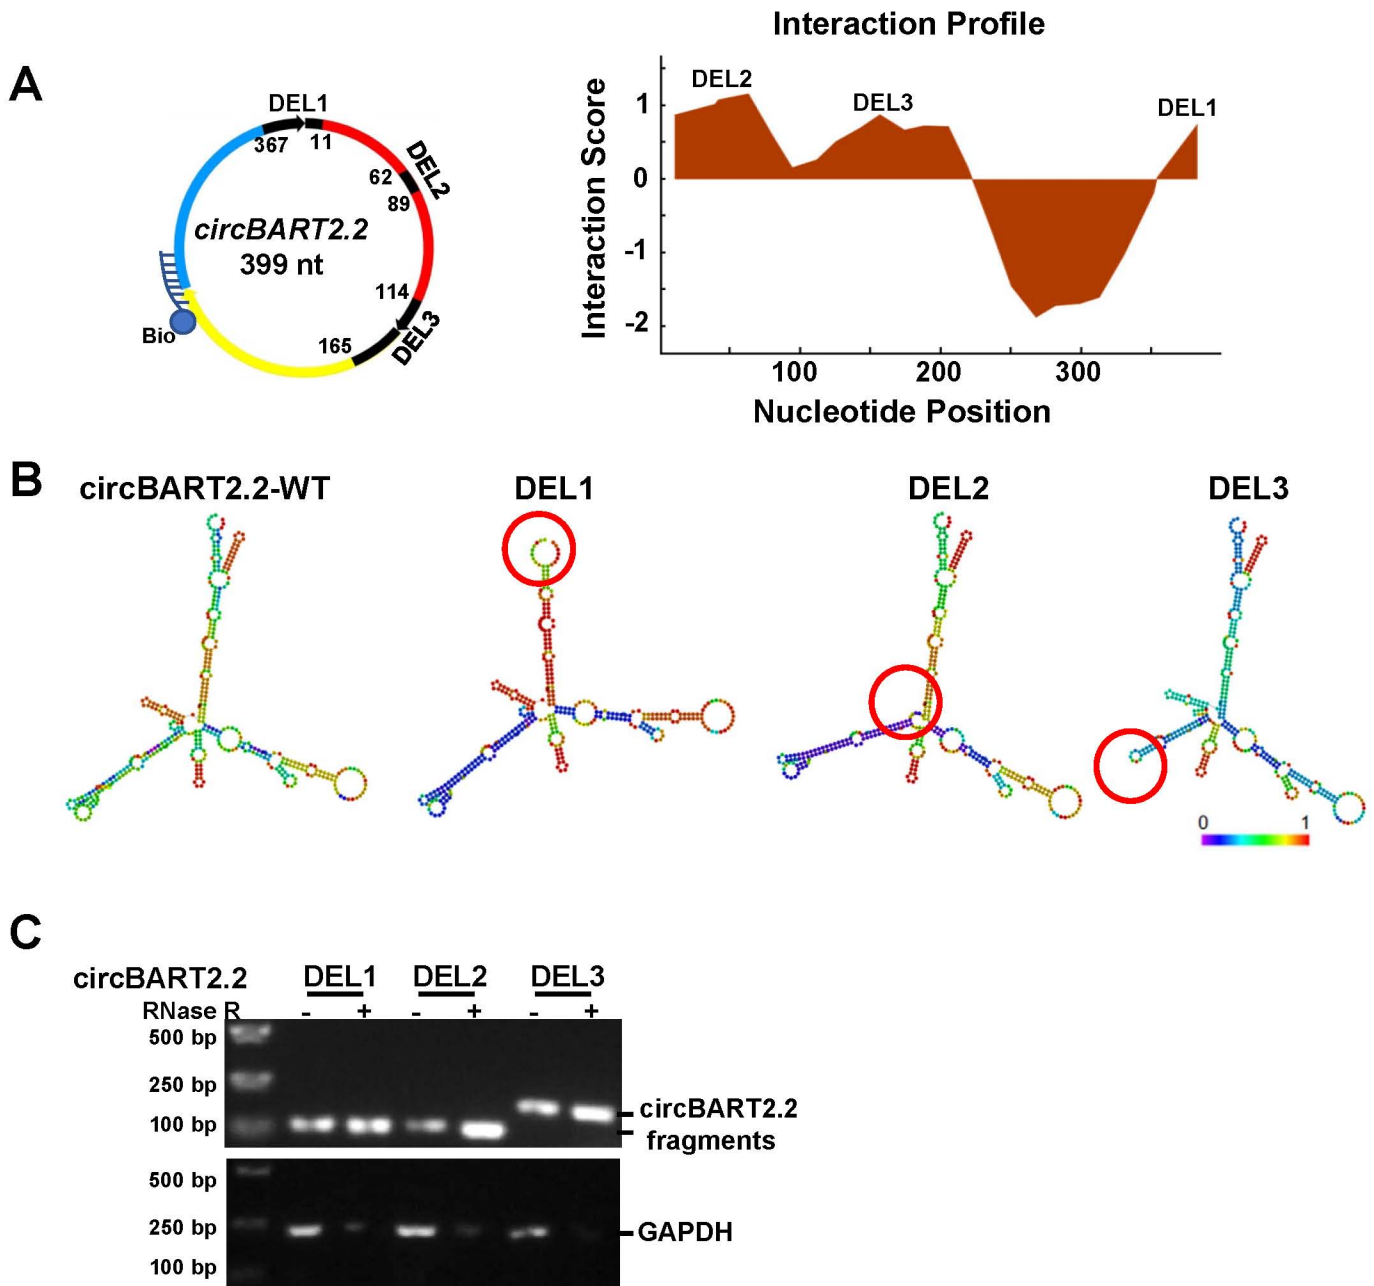 A
DEL1
367
11
62
DEL2
89
circBART2.2
399 nt
114
DEL3
165
Bio
Interaction Profile
Interaction Score
1
0
-1
-2
DEL2
DEL3
DEL1
100
200
300
Nucleotide Position
B
circBART2.2-WT
DEL1
DEL2
DEL3
0
1
C
circBART2.2
DEL1
DEL2
DEL3
RNase R
- + - + - +
500 bp
250 bp
100 bp
circBART2.2
fragments
500 bp
250 bp
100 bp
GAPDH